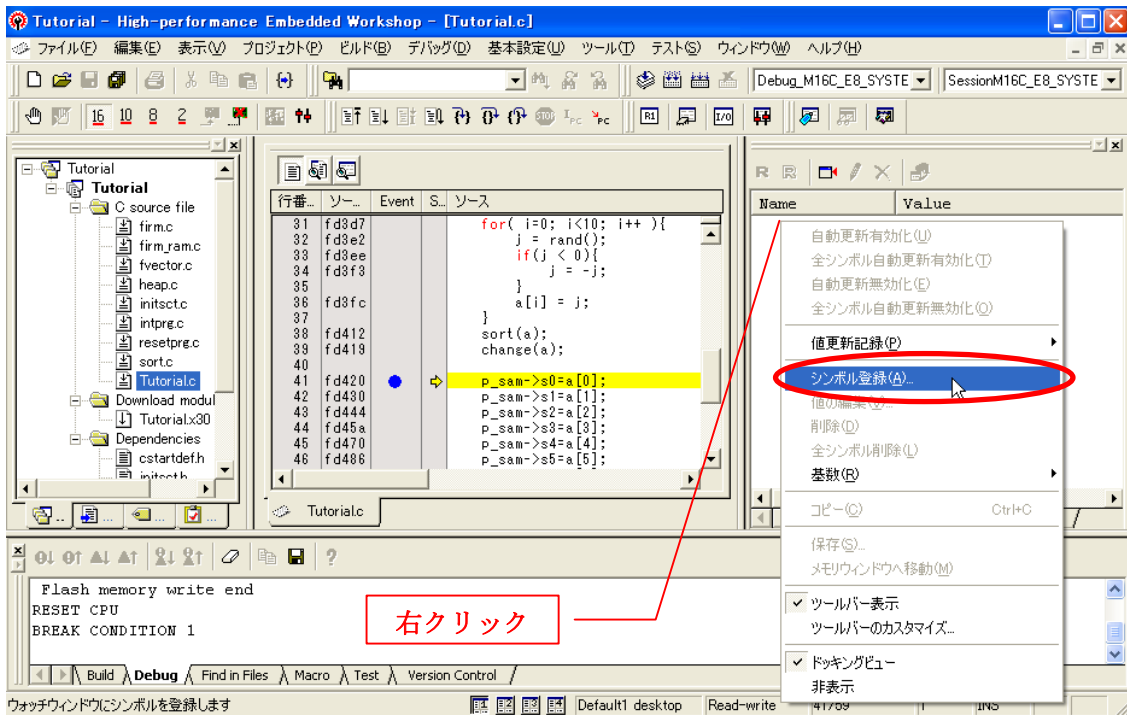 Tutorial - High-performance Embedded Workshop - [Tutorial.c]
ファイル(F) 編集(E) 表示(V) プロジェクト(P) ビルド(B) デバッグ(D) 基本設定(U) ツール(T) テスト(S) ウィンドウ(W) ヘルプ(H)
Debug_M16C_E8_SYSTE SessionM16C_E8_SYSTE
16 10 8 2
Tutorial
Tutorial
C source file
firm.c
firm_ram.c
fvector.c
heap.c
initsct.c
intprg.c
resetprg.c
sort.c
Tutorial.c
Download modul
Tutorial.x30
Dependencies
cstartdef.h
行番... ソー... Event S... ソース
31 fd3d7 for( i=0; i<10; i++ ){
32 fd3e2 j = rand();
33 fd3ee if(j < 0){
34 fd3f3 j = -j;
35 }
36 fd3fc a[i] = j;
37 }
38 fd412 sort(a);
39 fd419 change(a);
40
41 fd420 p_sam->s0=a[0];
42 fd430 p_sam->s1=a[1];
43 fd444 p_sam->s2=a[2];
44 fd45a p_sam->s3=a[3];
45 fd470 p_sam->s4=a[4];
46 fd486 p_sam->s5=a[5];
Tutorial.c
Name Value
自動更新有効化(U)
全シンボル自動更新有効化(T)
自動更新無効化(E)
全シンボル自動更新無効化(O)
値更新記録(P)
シンボル登録(A)...
削除(D)
全シンボル削除(L)
基数(R)
コピー(C) Ctrl+C
保存(S)...
メモリウィンドウへ移動(M)
ツールバー表示
ツールバーのカスタマイズ...
ドッキングビュー
非表示
Flash memory write end
RESET CPU
BREAK CONDITION 1
右クリック
Build Debug Find in Files Macro Test Version Control
ウォッチウィンドウにシンボルを登録します Default1 desktop Read-write